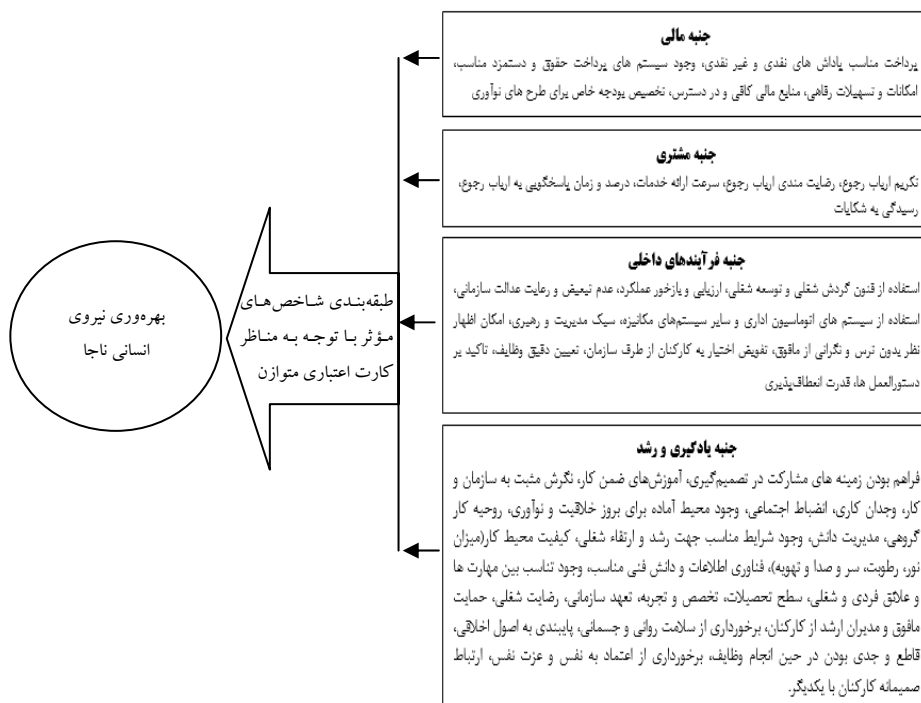 جنبه مالی
پرداخت مناسب پاداش های نقدی و غیر نقدی، وجود سیستم های پرداخت حقوق و دستمزد مناسب،
امکانات و تسهیلات رفاهی، منابع مالی کافی و در دسترس، تخصیص بودجه خاص برای طرح های نوآوری
جنبه مشتری
تکریم ارباب رجوع، رضایت مندی ارباب رجوع، سرعت ارائه خدمات، درصد و زمان پاسخگویی به ارباب رجوع،
رسیدگی به شکایات
جنبه فرآیندهای داخلی
استفاده از فنون گردش شغلی و توسعه شغلی، ارزیابی و بازخور عملکرد، عدم تبعیض و رعایت عدالت سازمانی،
استفاده از سیستم های اتوماسیون اداری و سایر سیستم‌های مکانیزه، سبک مدیریت و رهبری، امکان اظهار
نظر بدون ترس و نگرانی از مافوق، تفویض اختیار به کارکنان از طرف سازمان، تعیین دقیق وظایف، تاکید بر
دستورالعمل ها، قدرت انعطاف‌پذیری
جنبه یادگیری و رشد
فراهم بودن زمینه های مشارکت در تصمیم‌گیری، آموزش‌های ضمن کار، نگرش مثبت به سازمان و
کار، وجدان کاری، انضباط اجتماعی، وجود محیط آماده برای بروز خلاقیت و نوآوری، روحیه کار
گروهی، مدیریت دانش، وجود شرایط مناسب جهت رشد و ارتقاء شغلی، کیفیت محیط کار(میزان
نور، رطوبت، سر و صدا و تهویه)، فناوری اطلاعات و دانش فنی مناسب، وجود تناسب بین مهارت ها
و علائق فردی و شغلی، سطح تحصیلات، تخصص و تجربه، تعهد سازمانی، رضایت شغلی، حمایت
مافوق و مدیران ارشد از کارکنان، برخورداری از سلامت روانی و جسمانی، پایبندی به اصول اخلاقی،
قاطع و جدی بودن در حین انجام وظایف، برخورداری از اعتماد به نفس و عزت نفس، ارتباط
صمیمانه کارکنان با یکدیگر.
طبقه‌بندی شاخص‌های
مؤثر با توجه به مناظر
کارت اعتباری متوازن
بهره‌وری نیروی
انسانی ناجا